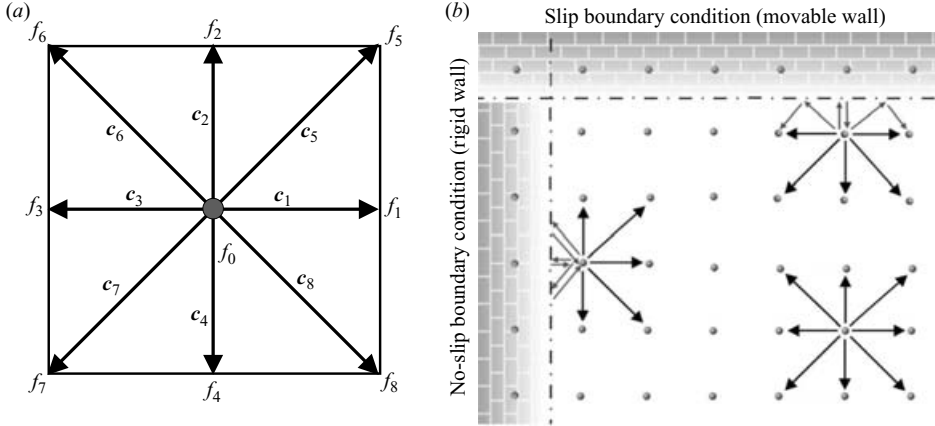 (a)
f6 f2 f5
c6 c2 c5
f3 c3 c1 f1
f0
c7 c4 c8
f7 f4 f8
(b)
Slip boundary condition (movable wall)
No-slip boundary condition (rigid wall)